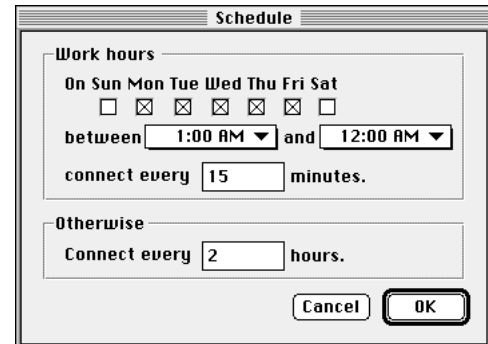 Schedule
Work hours
On Sun Mon Tue Wed Thu Fri Sat
between 1:00 AM and 12:00 AM
connect every 15 minutes.
Otherwise
Connect every 2 hours.
Cancel OK